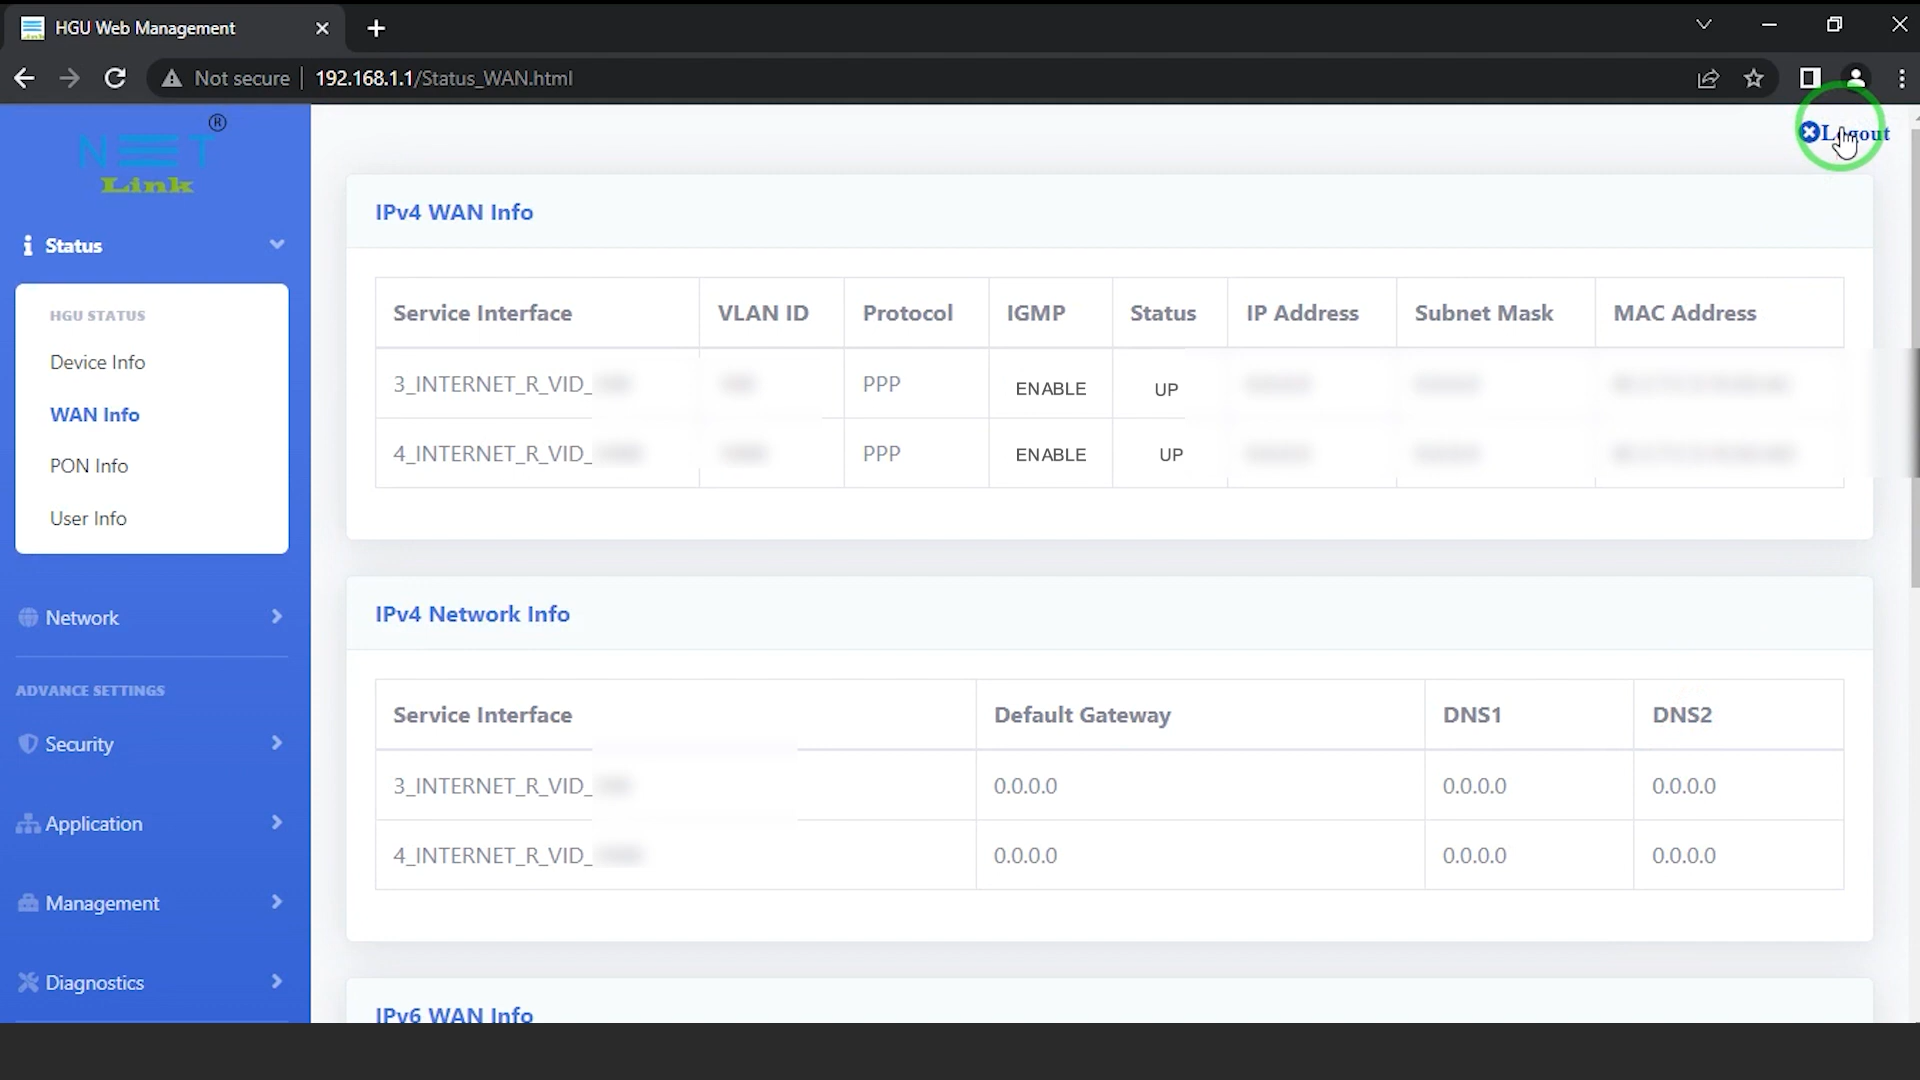 HGU Web Management
Not secure 192.168.1.1/Status_WAN.html
NEET ®
Link
Logout
Status
HGU STATUS
Device Info
WAN Info
PON Info
User Info
Network
ADVANCE SETTINGS
Security
Application
Management
Diagnostics
IPv4 WAN Info
Service Interface VLAN ID Protocol IGMP Status IP Address Subnet Mask MAC Address
3_INTERNET_R_VID_ PPP ENABLE UP
4_INTERNET_R_VID_ PPP ENABLE UP
IPv4 Network Info
Service Interface Default Gateway DNS1 DNS2
3_INTERNET_R_VID_ 0.0.0.0 0.0.0.0 0.0.0.0
4_INTERNET_R_VID_ 0.0.0.0 0.0.0.0 0.0.0.0
IPv6 WAN Info